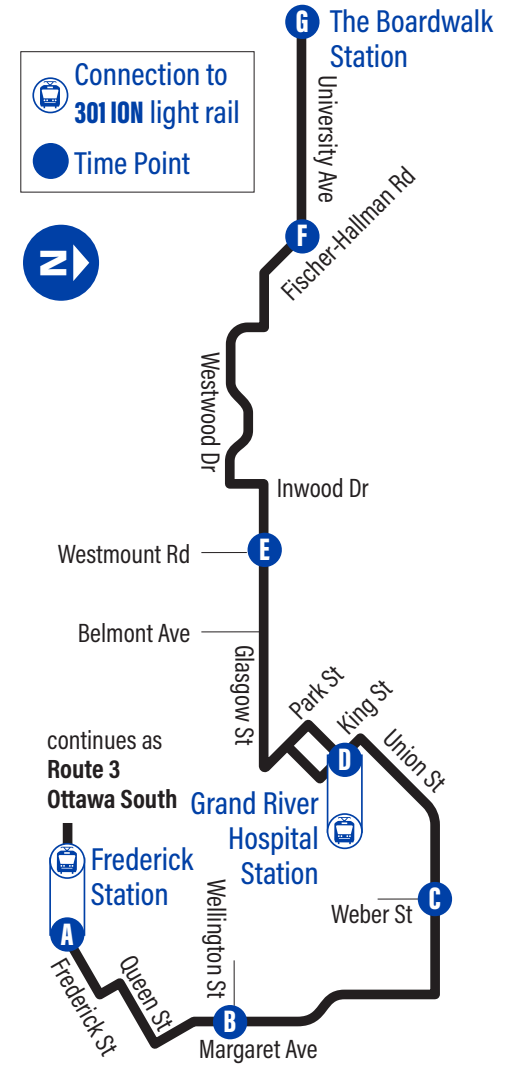 G
The Boardwalk
Station
Connection to
301 ION light rail
Time Point
University Ave
N
F
Fischer-Hallman Rd
Westwood Dr
Inwood Dr
Westmount Rd
E
Belmont Ave
Glasgow St
Park St
King St
Union St
continues as
Route 3
Ottawa South
D
Grand River
Hospital
Station
Frederick
Station
Wellington St
C
Weber St
A
Frederick St
Queen St
B
Margaret Ave